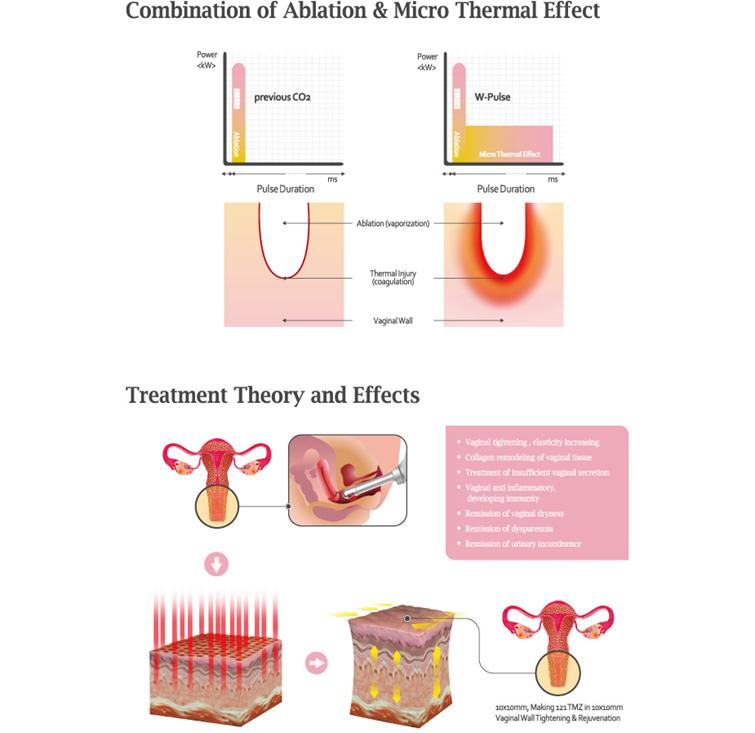 Combination of Ablation & Micro Thermal Effect
Power
<kW>
previous CO2
Ablation
ms
Pulse Duration
Power
<kW>
W-Pulse
Ablation
Micro Thermal Effect
ms
Pulse Duration
Ablation (vaporization)
Thermal Injury
(coagulation)
Vaginal Wall
Treatment Theory and Effects
• Vaginal tightening , elasticity increasing
• Collagen remodeling of vaginal tissue
• Treatment of insufficient vaginal secretion
• Vaginal anti inflammatory,
developing immunity
• Remission of vaginal dryness
• Remission of dyspareunia
• Remission of urinary incontinence
10x10mm, Making 121 TMZ in 10x10mm
Vaginal Wall Tightening & Rejuvenation